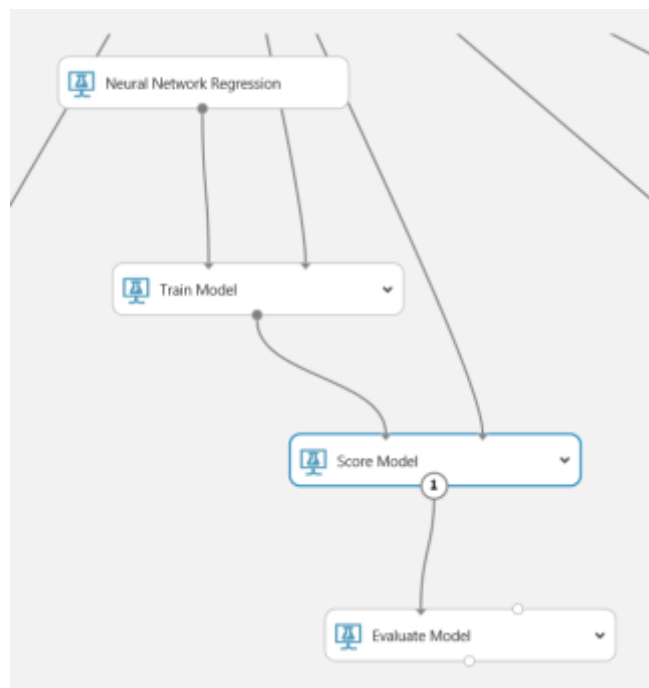 Neural Network Regression
Train Model
Score Model
1
Evaluate Model